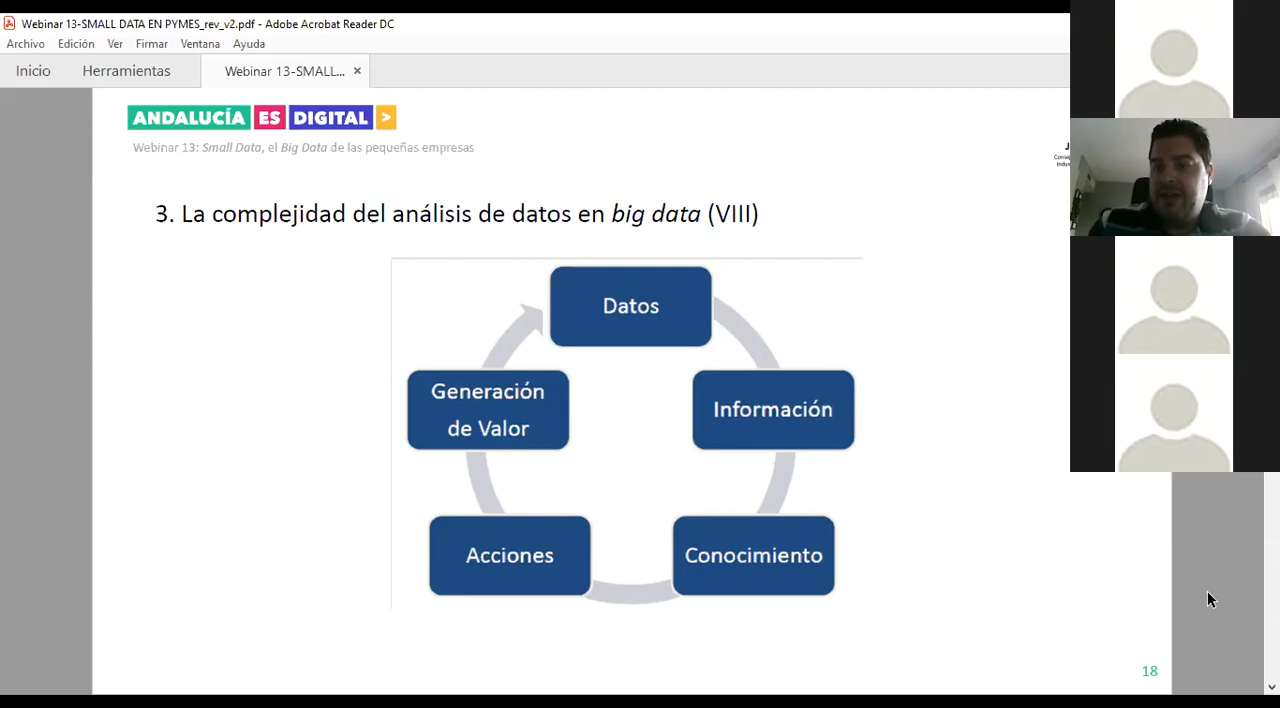 Webinar 13-SMALL DATA EN PYMES_rev_v2.pdf - Adobe Acrobat Reader DC
Archivo Edición Ver Firmar Ventana Ayuda
Inicio Herramientas Webinar 13-SMALL... ×
ANDALUCÍA ES DIGITAL >
Webinar 13: Small Data, el Big Data de las pequeñas empresas
3. La complejidad del análisis de datos en big data (VIII)
Datos
Información
Conocimiento
Acciones
Generación
de Valor
18